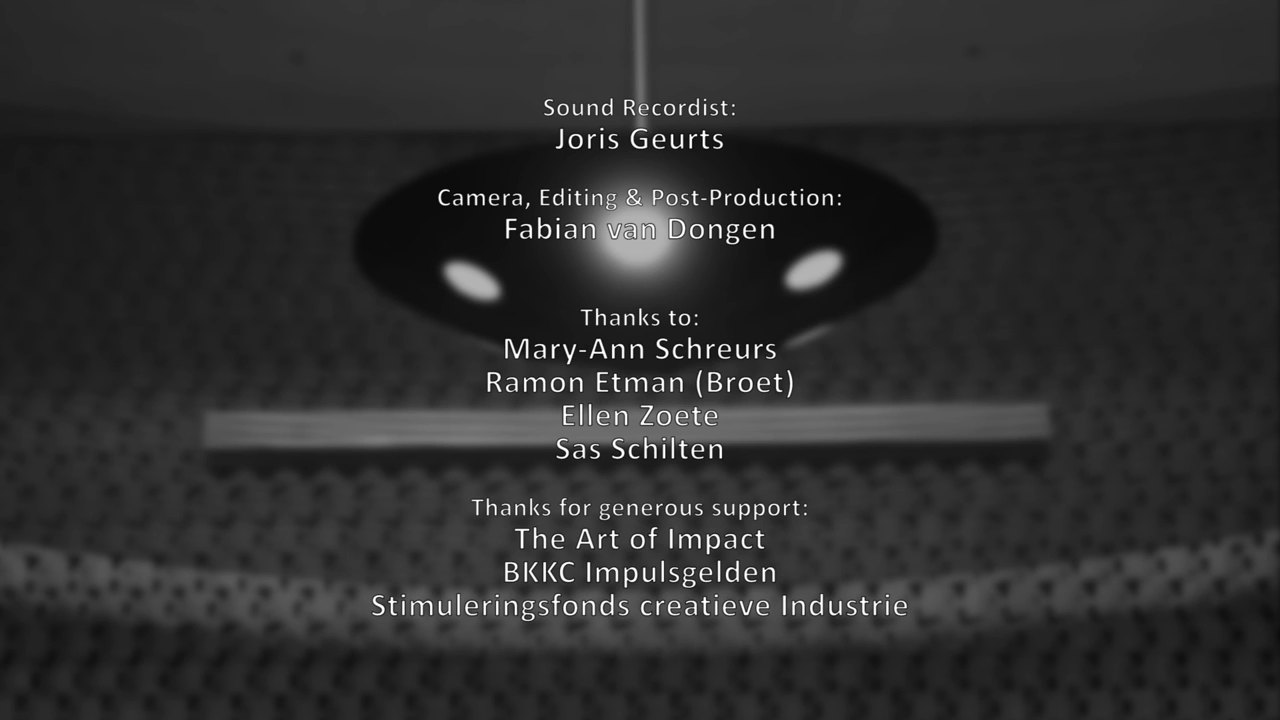 Sound Recordist:
Joris Geurts
Camera, Editing & Post-Production:
Fabian van Dongen
Thanks to:
Mary-Ann Schreurs
Ramon Etman (Broet)
Ellen Zoete
Sas Schilten
Thanks for generous support:
The Art of Impact
BKKC Impulsgelden
Stimuleringsfonds creatieve Industrie